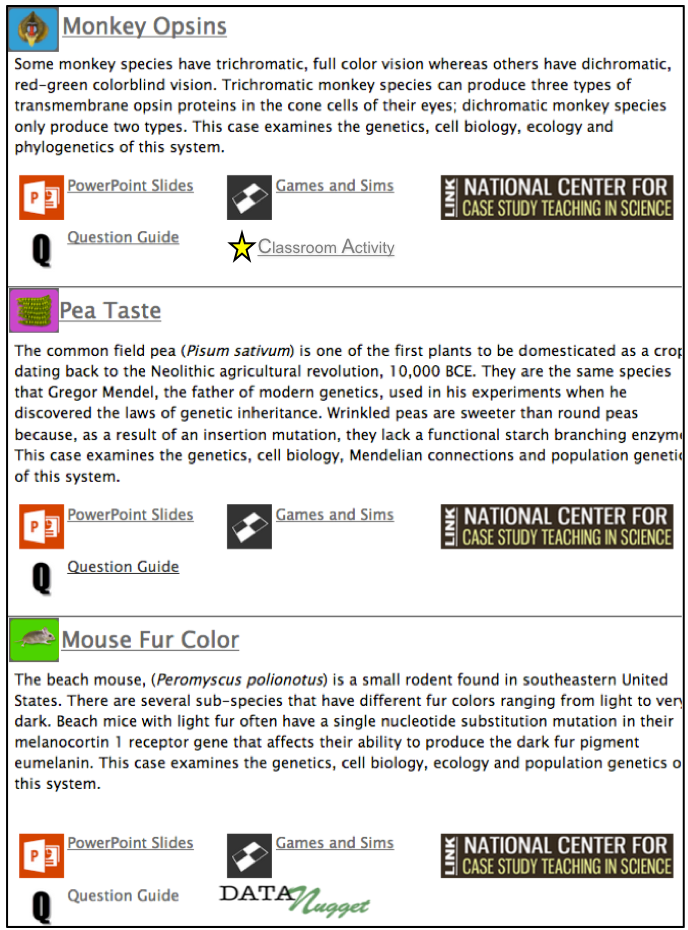 Monkey Opsins
Some monkey species have trichromatic, full color vision whereas others have dichromatic,
red-green colorblind vision. Trichromatic monkey species can produce three types of
transmembrane opsin proteins in the cone cells of their eyes; dichromatic monkey species
only produce two types. This case examines the genetics, cell biology, ecology and
phylogenetics of this system.
P PowerPoint Slides
Games and Sims
LINK NATIONAL CENTER FOR
CASE STUDY TEACHING IN SCIENCE
Q Question Guide
Classroom Activity
Pea Taste
The common field pea (Pisum sativum) is one of the first plants to be domesticated as a crop
dating back to the Neolithic agricultural revolution, 10,000 BCE. They are the same species
that Gregor Mendel, the father of modern genetics, used in his experiments when he
discovered the laws of genetic inheritance. Wrinkled peas are sweeter than round peas
because, as a result of an insertion mutation, they lack a functional starch branching enzyme
This case examines the genetics, cell biology, Mendelian connections and population genetic
of this system.
P PowerPoint Slides
Games and Sims
LINK NATIONAL CENTER FOR
CASE STUDY TEACHING IN SCIENCE
Q Question Guide
Mouse Fur Color
The beach mouse, (Peromyscus polionotus) is a small rodent found in southeastern United
States. There are several sub-species that have different fur colors ranging from light to very
dark. Beach mice with light fur often have a single nucleotide substitution mutation in their
melanocortin 1 receptor gene that affects their ability to produce the dark fur pigment
eumelanin. This case examines the genetics, cell biology, ecology and population genetics o
this system.
P PowerPoint Slides
Games and Sims
LINK NATIONAL CENTER FOR
CASE STUDY TEACHING IN SCIENCE
Q Question Guide
DATA Nugget